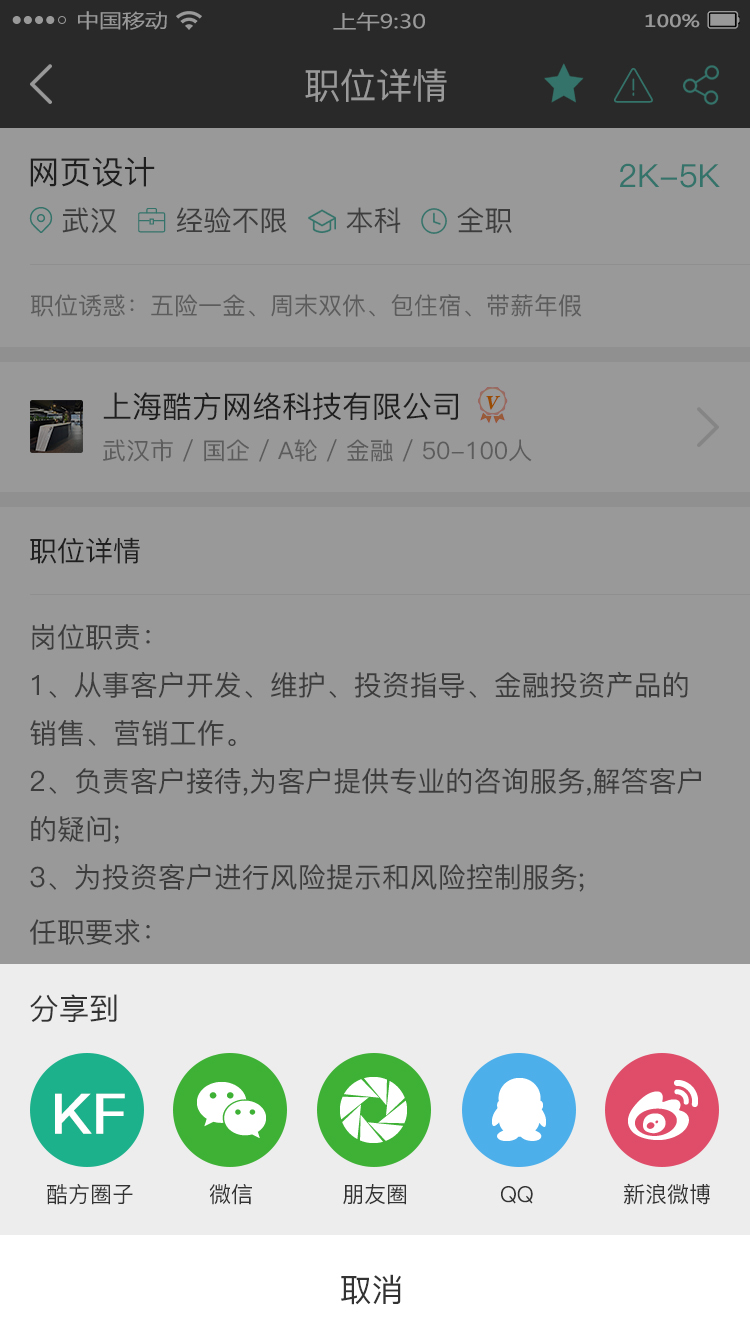 中国移动 上午9:30 100%
职位详情
网页设计 2K-5K
武汉 经验不限 本科 全职
职位诱惑：五险一金、周末双休、包住宿、带薪年假
上海酷方网络科技有限公司 V
武汉市 / 国企 / A轮 / 金融 / 50-100人
职位详情
岗位职责：
1、从事客户开发、维护、投资指导、金融投资产品的
销售、营销工作。
2、负责客户接待,为客户提供专业的咨询服务,解答客户
的疑问;
3、为投资客户进行风险提示和风险控制服务;
任职要求：
分享到
KF
酷方圈子 微信 朋友圈 QQ 新浪微博
取消